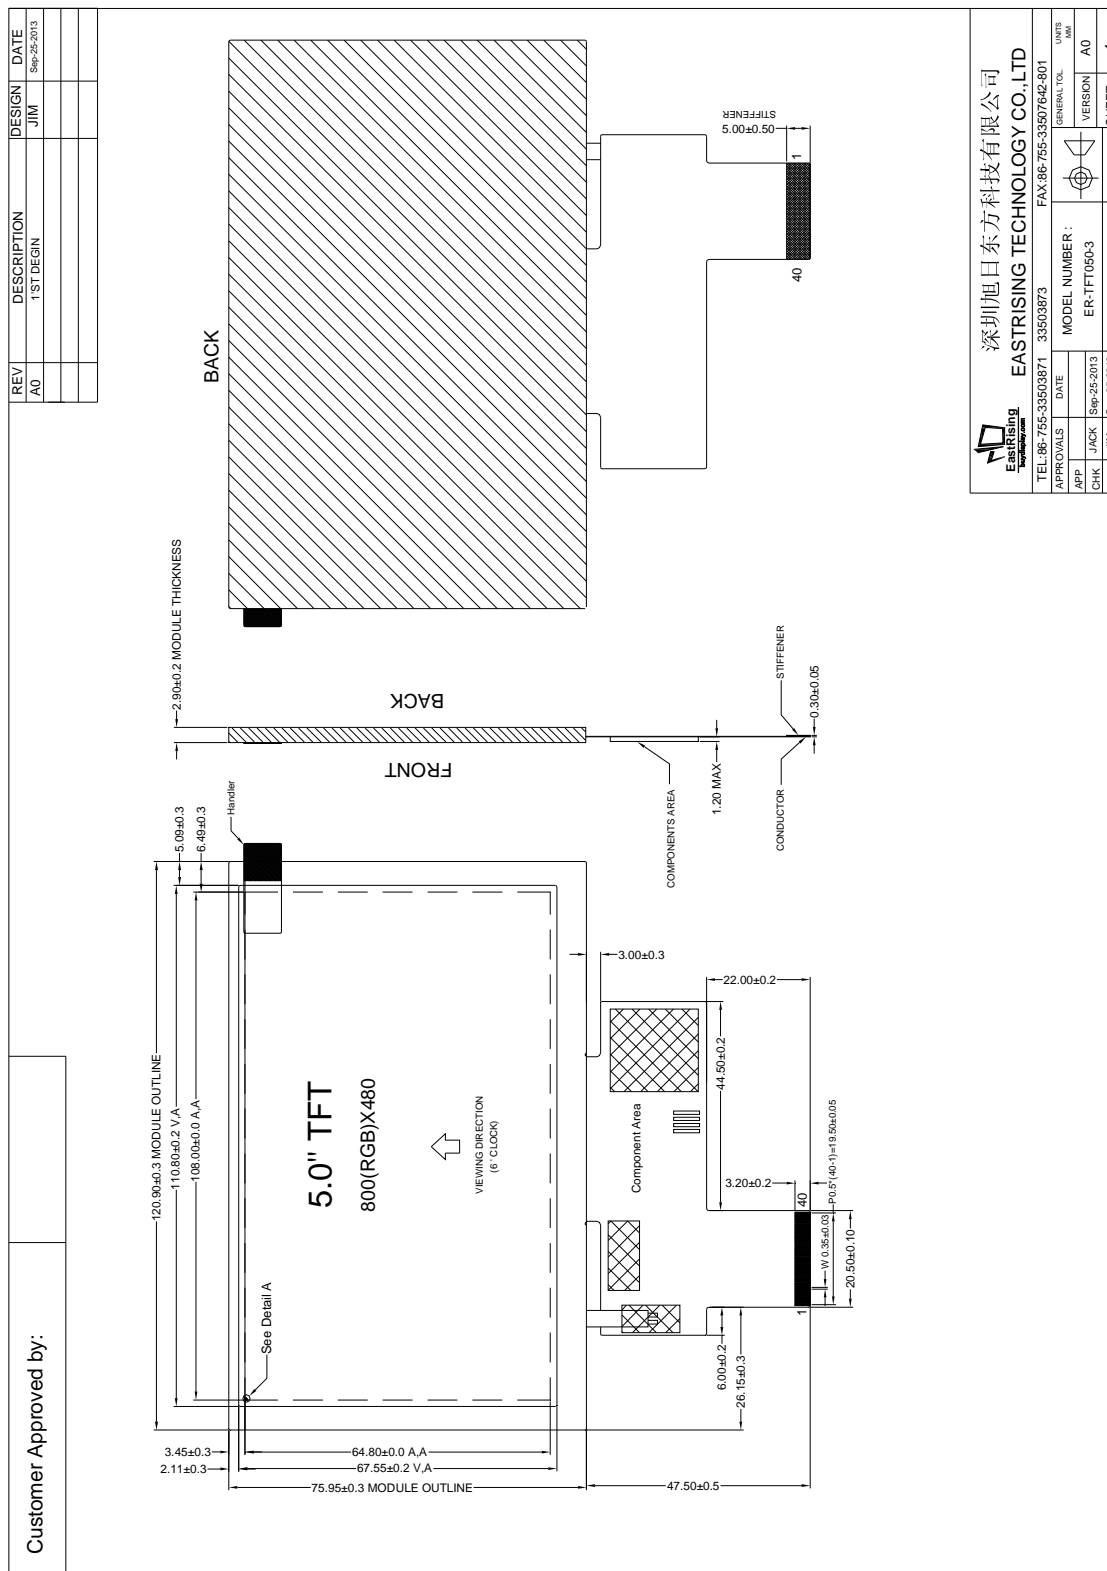 REV DESCRIPTION DESIGN DATE
A0 1'ST DEGIN JIM Sep-25-2013
Customer Approved by:
BACK
STIFFENER
5.00±0.50
1
40
2.90±0.2 MODULE THICKNESS
BACK
FRONT
COMPONENTS AREA
1.20 MAX
CONDUCTOR
STIFFENER
0.30±0.05
120.90±0.3 MODULE OUTLINE
110.80±0.2 V,A
108.00±0.0 A,A
5.09±0.3
6.49±0.3
Handler
See Detail A
5.0" TFT
800(RGB)X480
VIEWING DIRECTION
(6 ' CLOCK)
3.45±0.3
2.11±0.3
64.80±0.0 A,A
67.55±0.2 V,A
75.95±0.3 MODULE OUTLINE
47.50±0.5
3.00±0.3
22.00±0.2
44.50±0.2
Component Area
3.20±0.2
6.00±0.2
26.15±0.3
1
40
W 0.35±0.03
P0.5*(40-1)=19.50±0.05
20.50±0.10
深圳旭日东方科技有限公司
EastRising
buydisplay.com
EASTRISING TECHNOLOGY CO.,LTD
TEL:86-755-33503871 33503873 FAX:86-755-33507642-801
APPROVALS DATE
APP
CHK JACK Sep-25-2013
MODEL NUMBER :
ER-TFT050-3
GENERAL TOL. UNITS
MM
VERSION A0